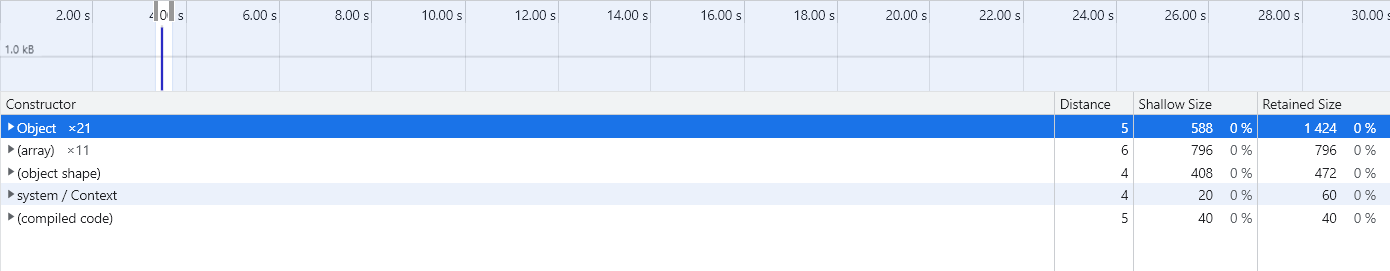 2.00 s 4.00 s 6.00 s 8.00 s 10.00 s 12.00 s 14.00 s 16.00 s 18.00 s 20.00 s 22.00 s 24.00 s 26.00 s 28.00 s 30.00 s
1.0 kB
Constructor Distance Shallow Size Retained Size
Object ×21 5 588 0 % 1 424 0 %
(array) ×11 6 796 0 % 796 0 %
(object shape) 4 408 0 % 472 0 %
system / Context 4 20 0 % 60 0 %
(compiled code) 5 40 0 % 40 0 %